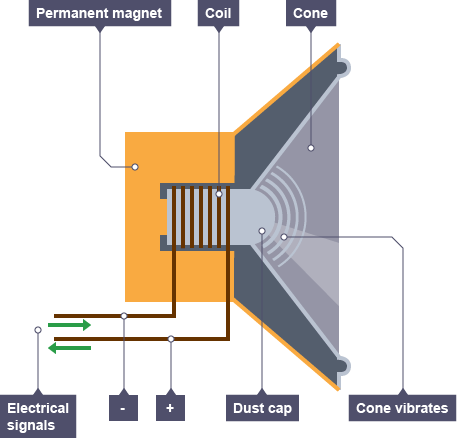 Permanent magnet
Coil
Cone
Electrical
signals
-
+
Dust cap
Cone vibrates